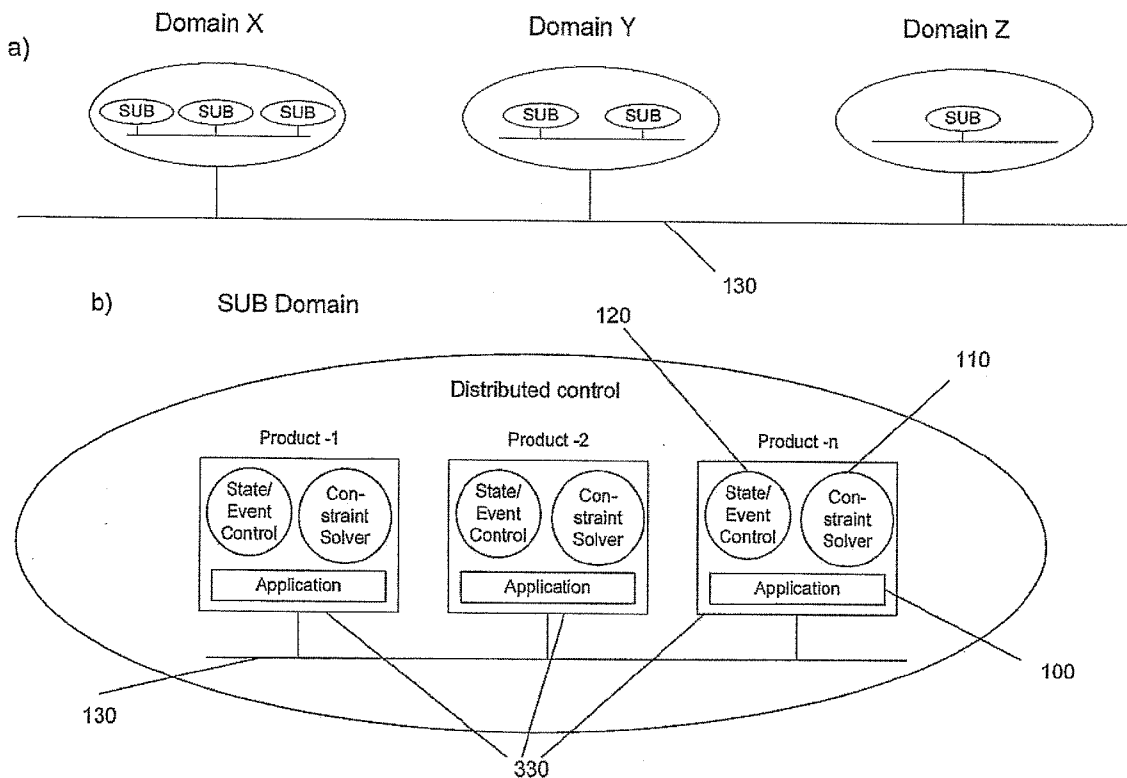 a)
Domain X
Domain Y
Domain Z
SUB
SUB
SUB
SUB
SUB
SUB
130
b)
SUB Domain
120
110
Distributed control
Product -1
Product -2
Product -n
State/
Event
Control
Con-
straint
Solver
Application
State/
Event
Control
Con-
straint
Solver
Application
State/
Event
Control
Con-
straint
Solver
Application
130
330
100